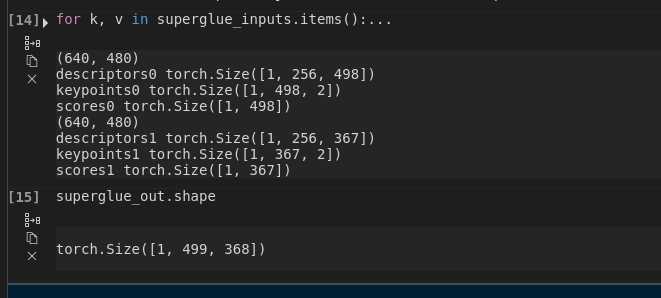 [14] for k, v in superglue_inputs.items():...
(640, 480)
descriptors0 torch.Size([1, 256, 498])
keypoints0 torch.Size([1, 498, 2])
scores0 torch.Size([1, 498])
(640, 480)
descriptors1 torch.Size([1, 256, 367])
keypoints1 torch.Size([1, 367, 2])
scores1 torch.Size([1, 367])
[15] superglue_out.shape
torch.Size([1, 499, 368])